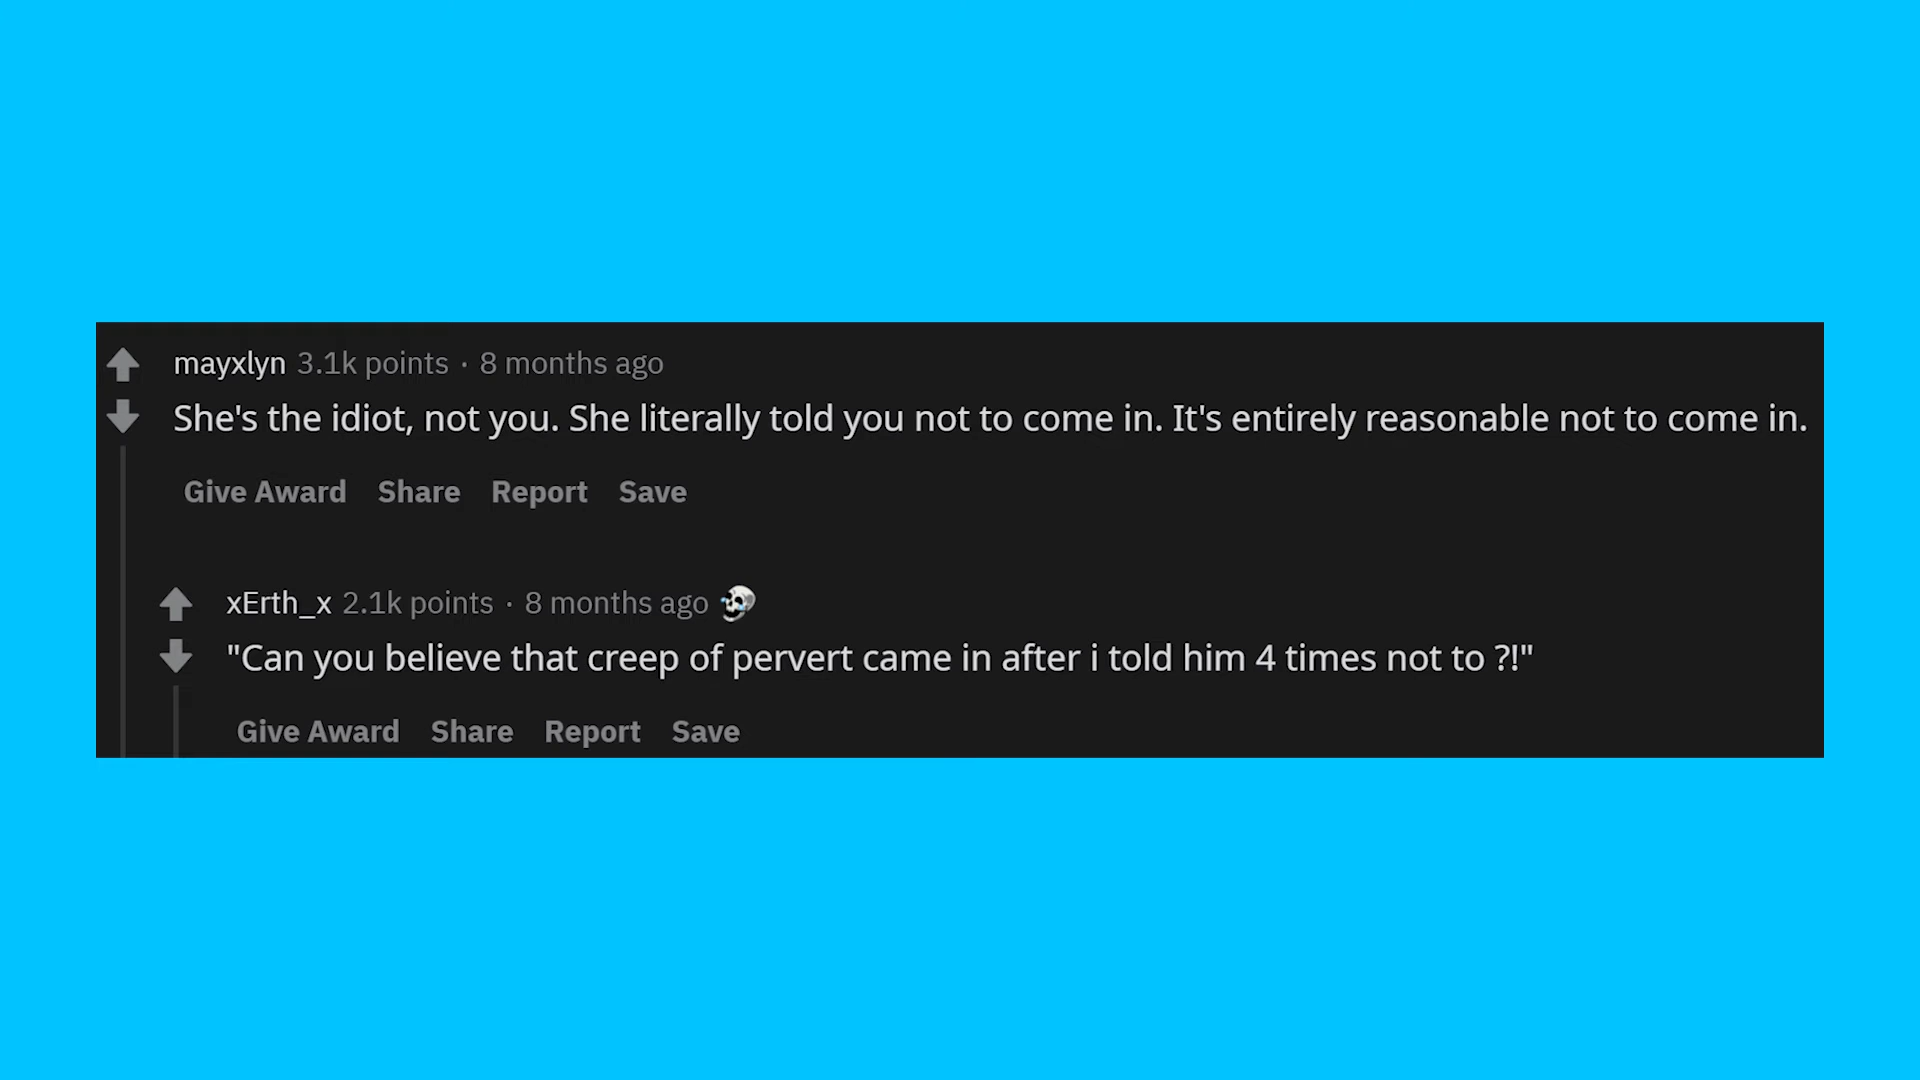 mayxlyn 3.1k points · 8 months ago
She's the idiot, not you. She literally told you not to come in. It's entirely reasonable not to come in.
Give Award Share Report Save
xErth_x 2.1k points · 8 months ago
"Can you believe that creep of pervert came in after i told him 4 times not to ?!"
Give Award Share Report Save